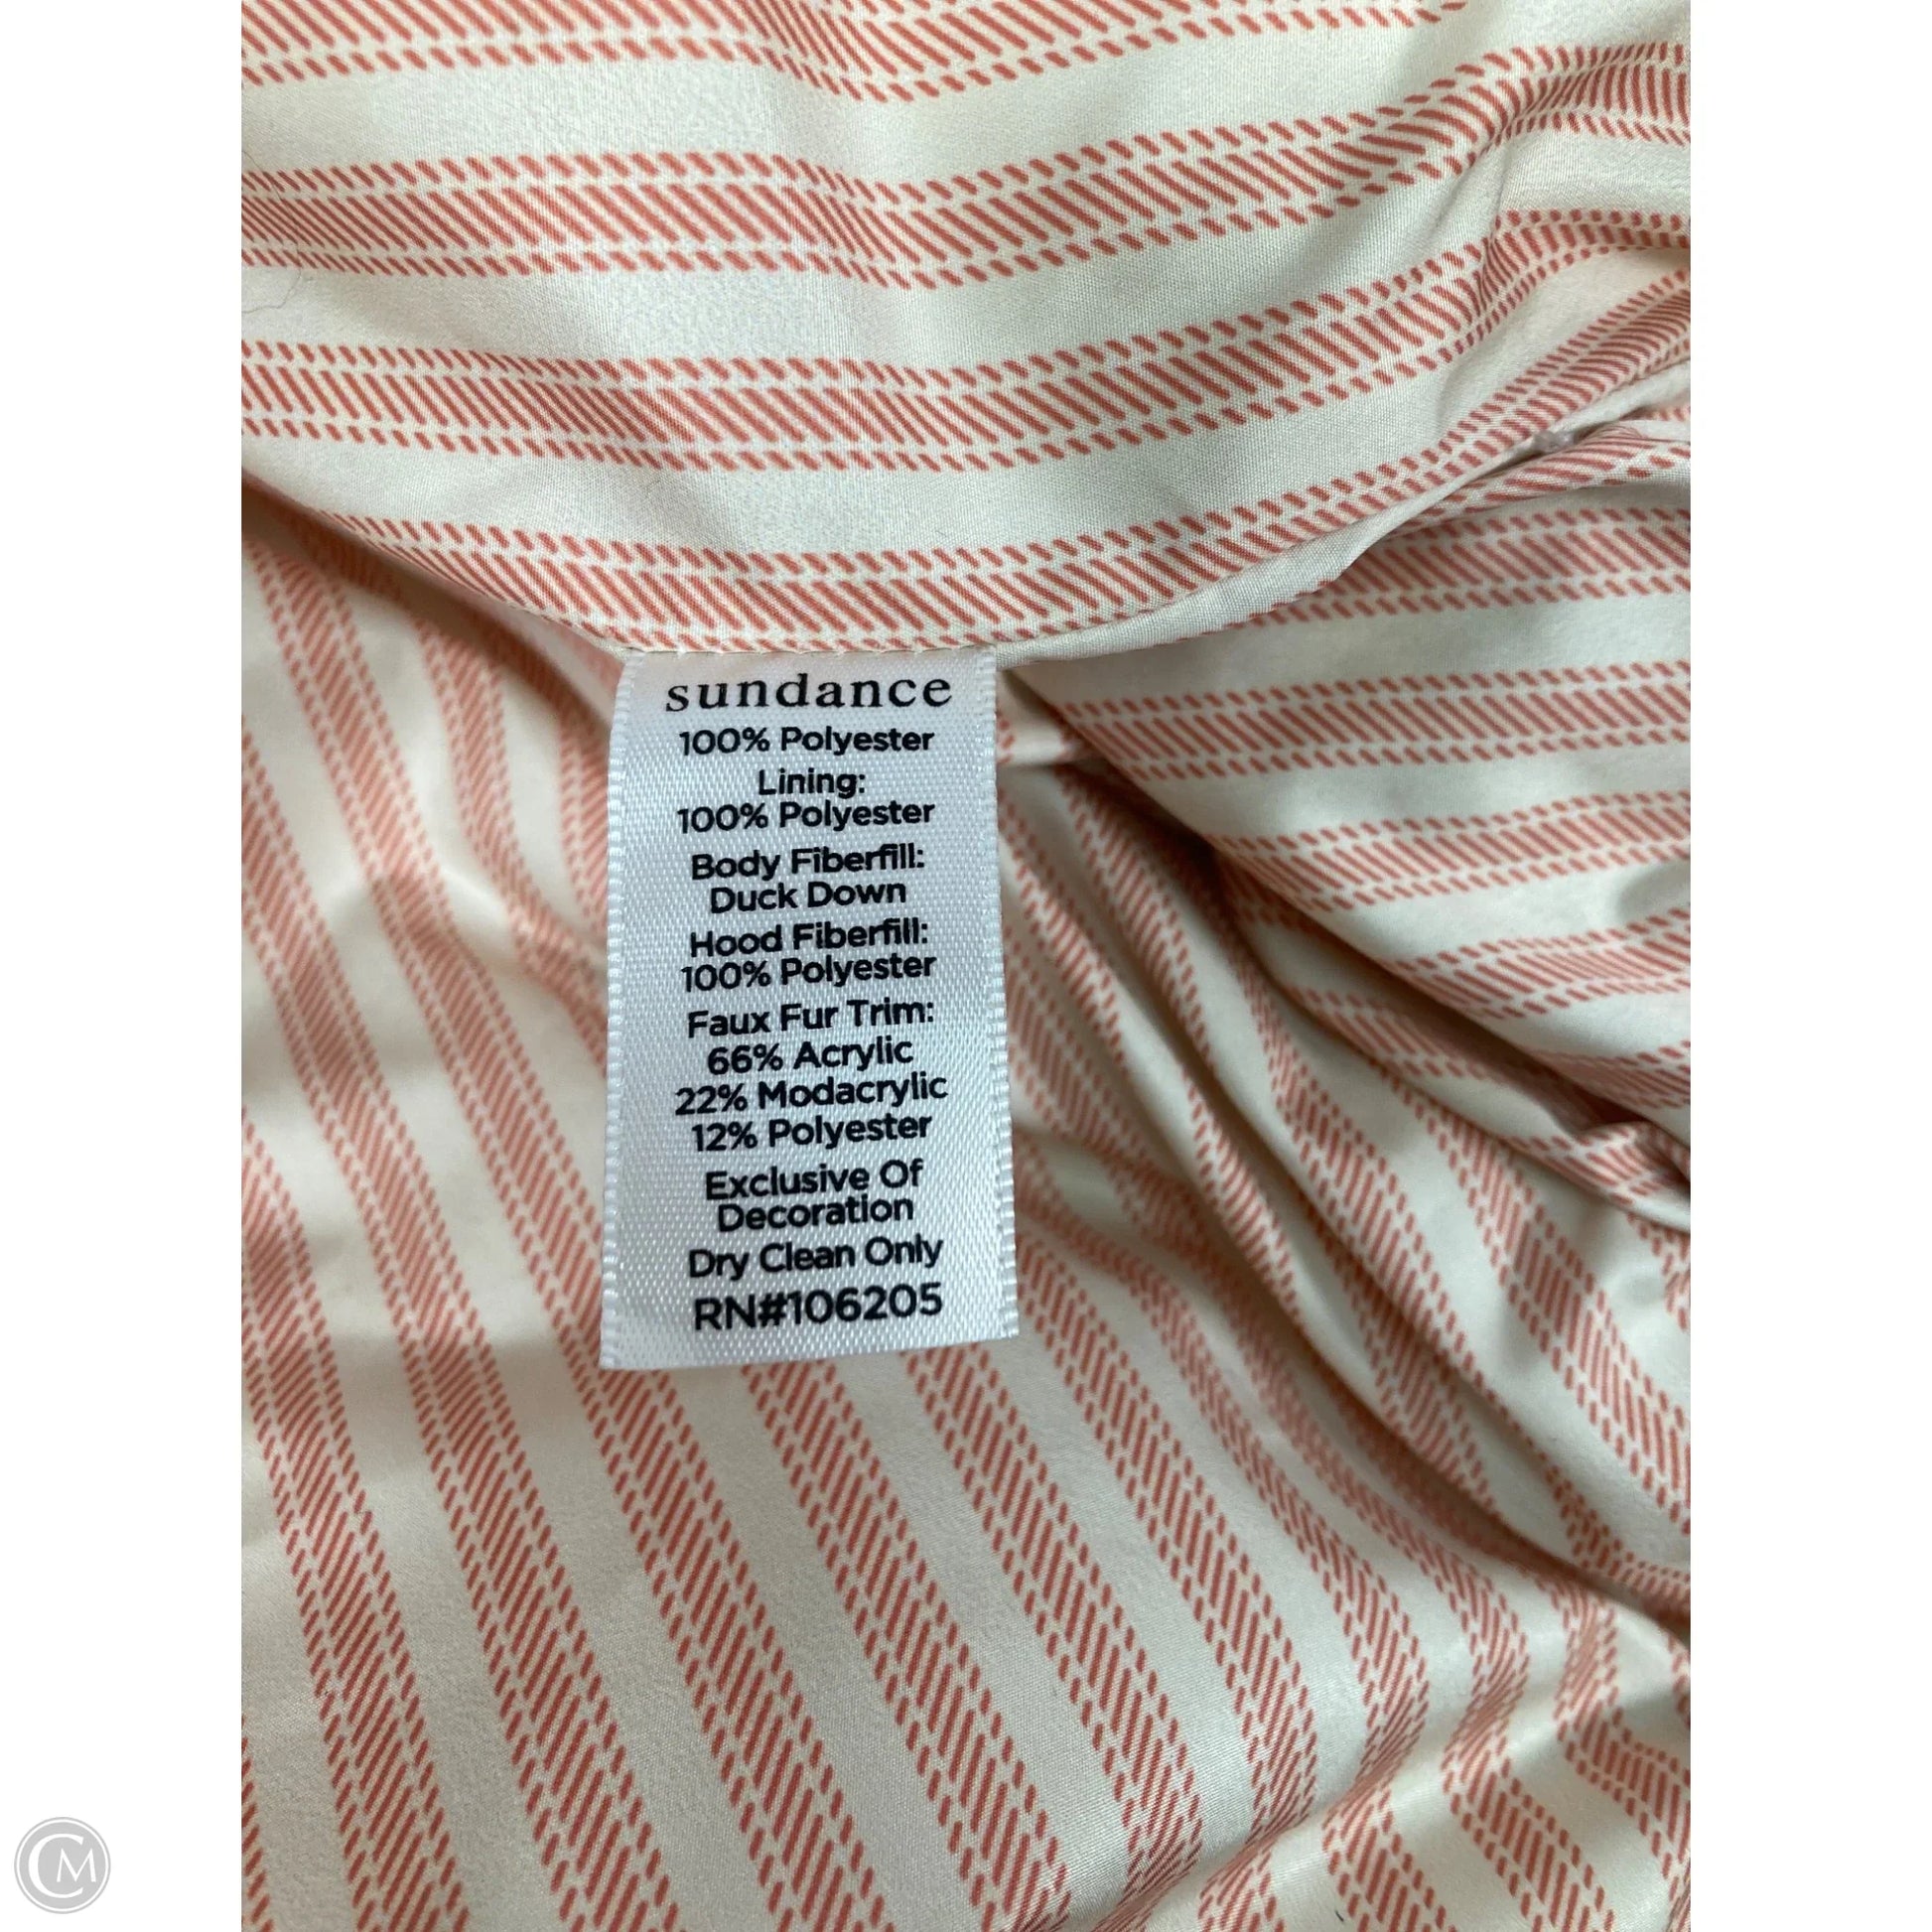 sundance
100% Polyester
Lining:
100% Polyester
Body Fiberfill:
Duck Down
Hood Fiberfill:
100% Polyester
Faux Fur Trim:
66% Acrylic
22% Modacrylic
12% Polyester
Exclusive Of
Decoration
Dry Clean Only
RN#106205
CM